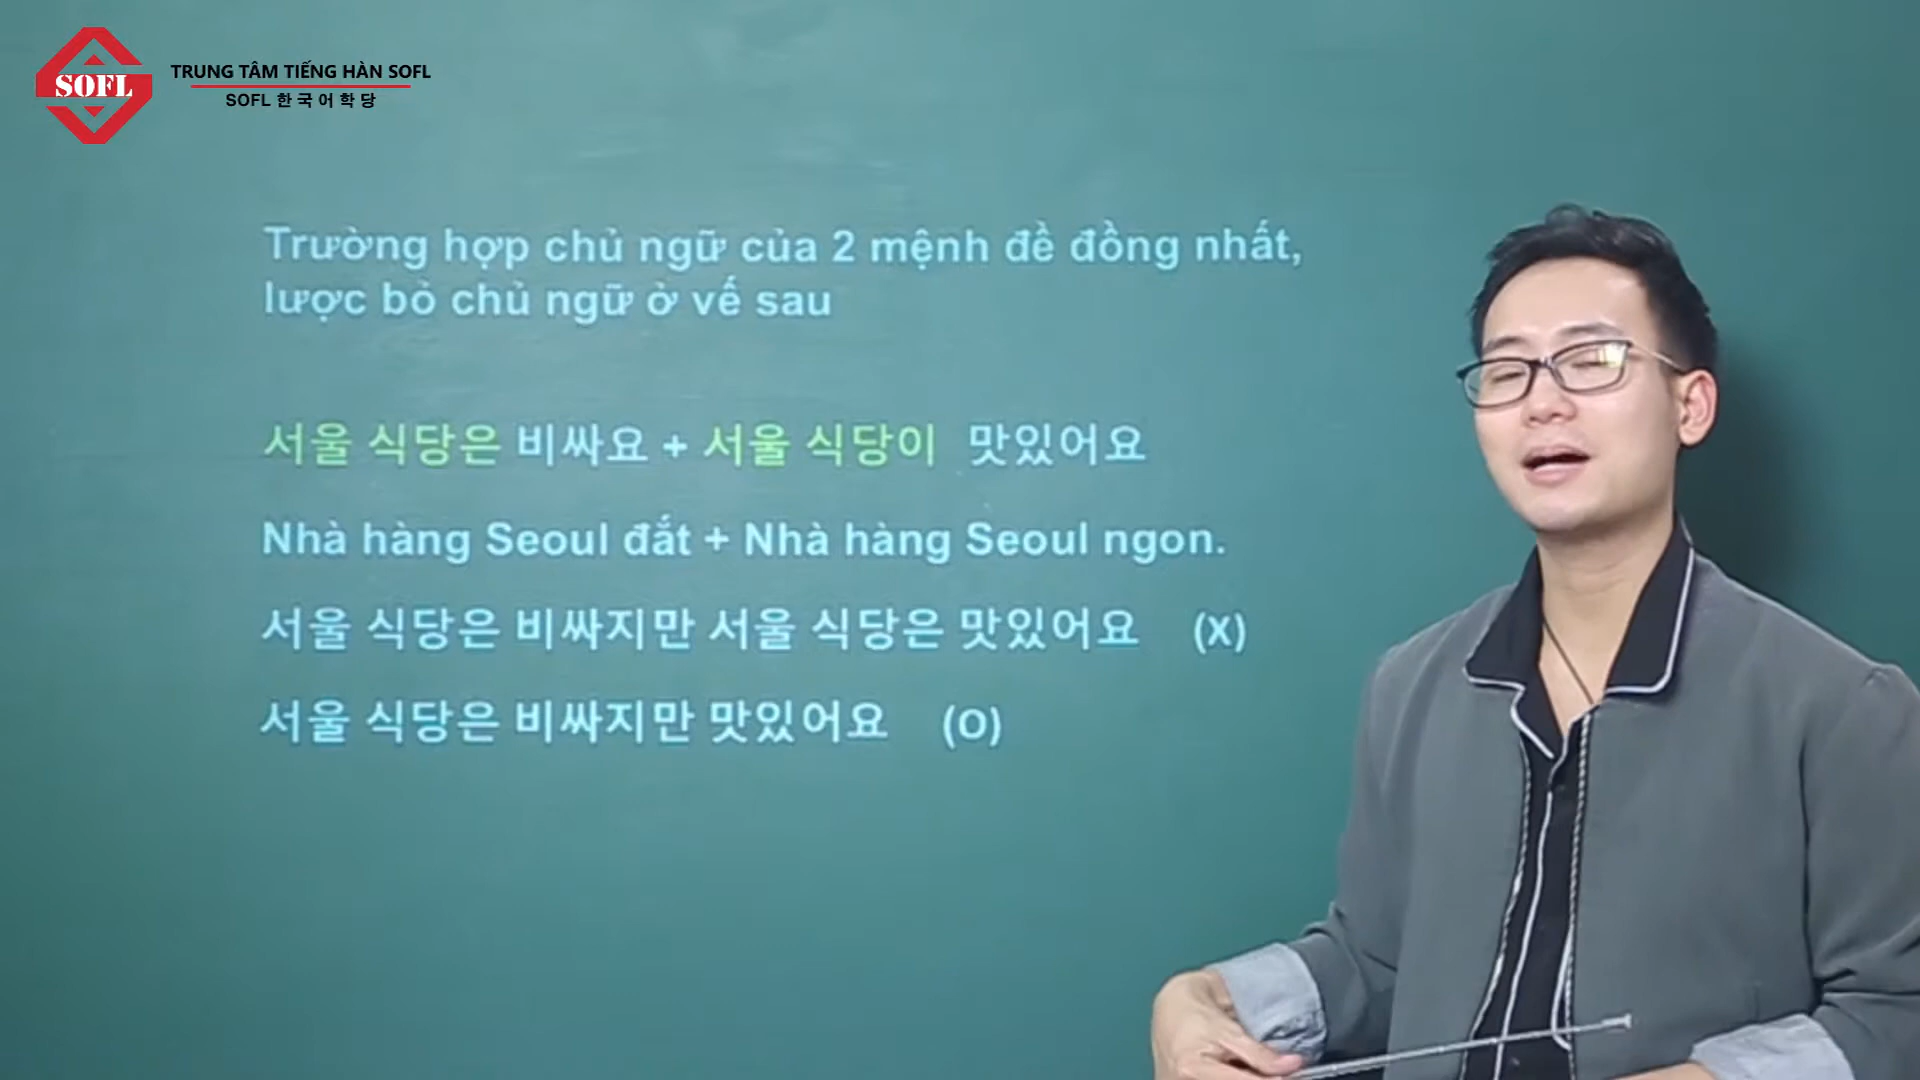 SOFL
TRUNG TÂM TIẾNG HÀN SOFL
SOFL 한국어학당
Trường hợp chủ ngữ của 2 mệnh đề đồng nhất,
lược bỏ chủ ngữ ở vế sau
서울 식당은 비싸요 + 서울 식당이 맛있어요
Nhà hàng Seoul đắt + Nhà hàng Seoul ngon.
서울 식당은 비싸지만 서울 식당은 맛있어요 (X)
서울 식당은 비싸지만 맛있어요 (O)